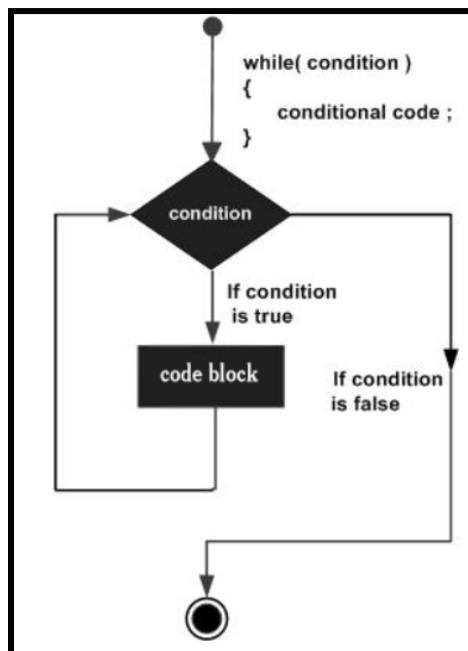 while( condition )
{
conditional code ;
}
condition
If condition
is true
code block
If condition
is false